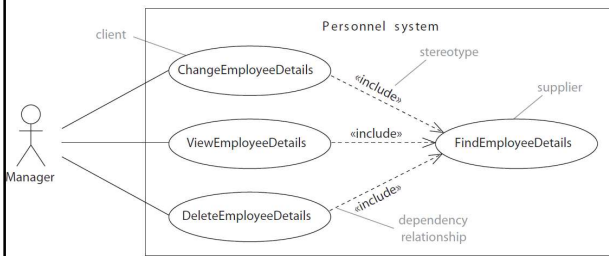 Personnel system
client
ChangeEmployeeDetails
stereotype
«include»
supplier
«include»
ViewEmployeeDetails
FindEmployeeDetails
Manager
«include»
DeleteEmployeeDetails
dependency
relationship